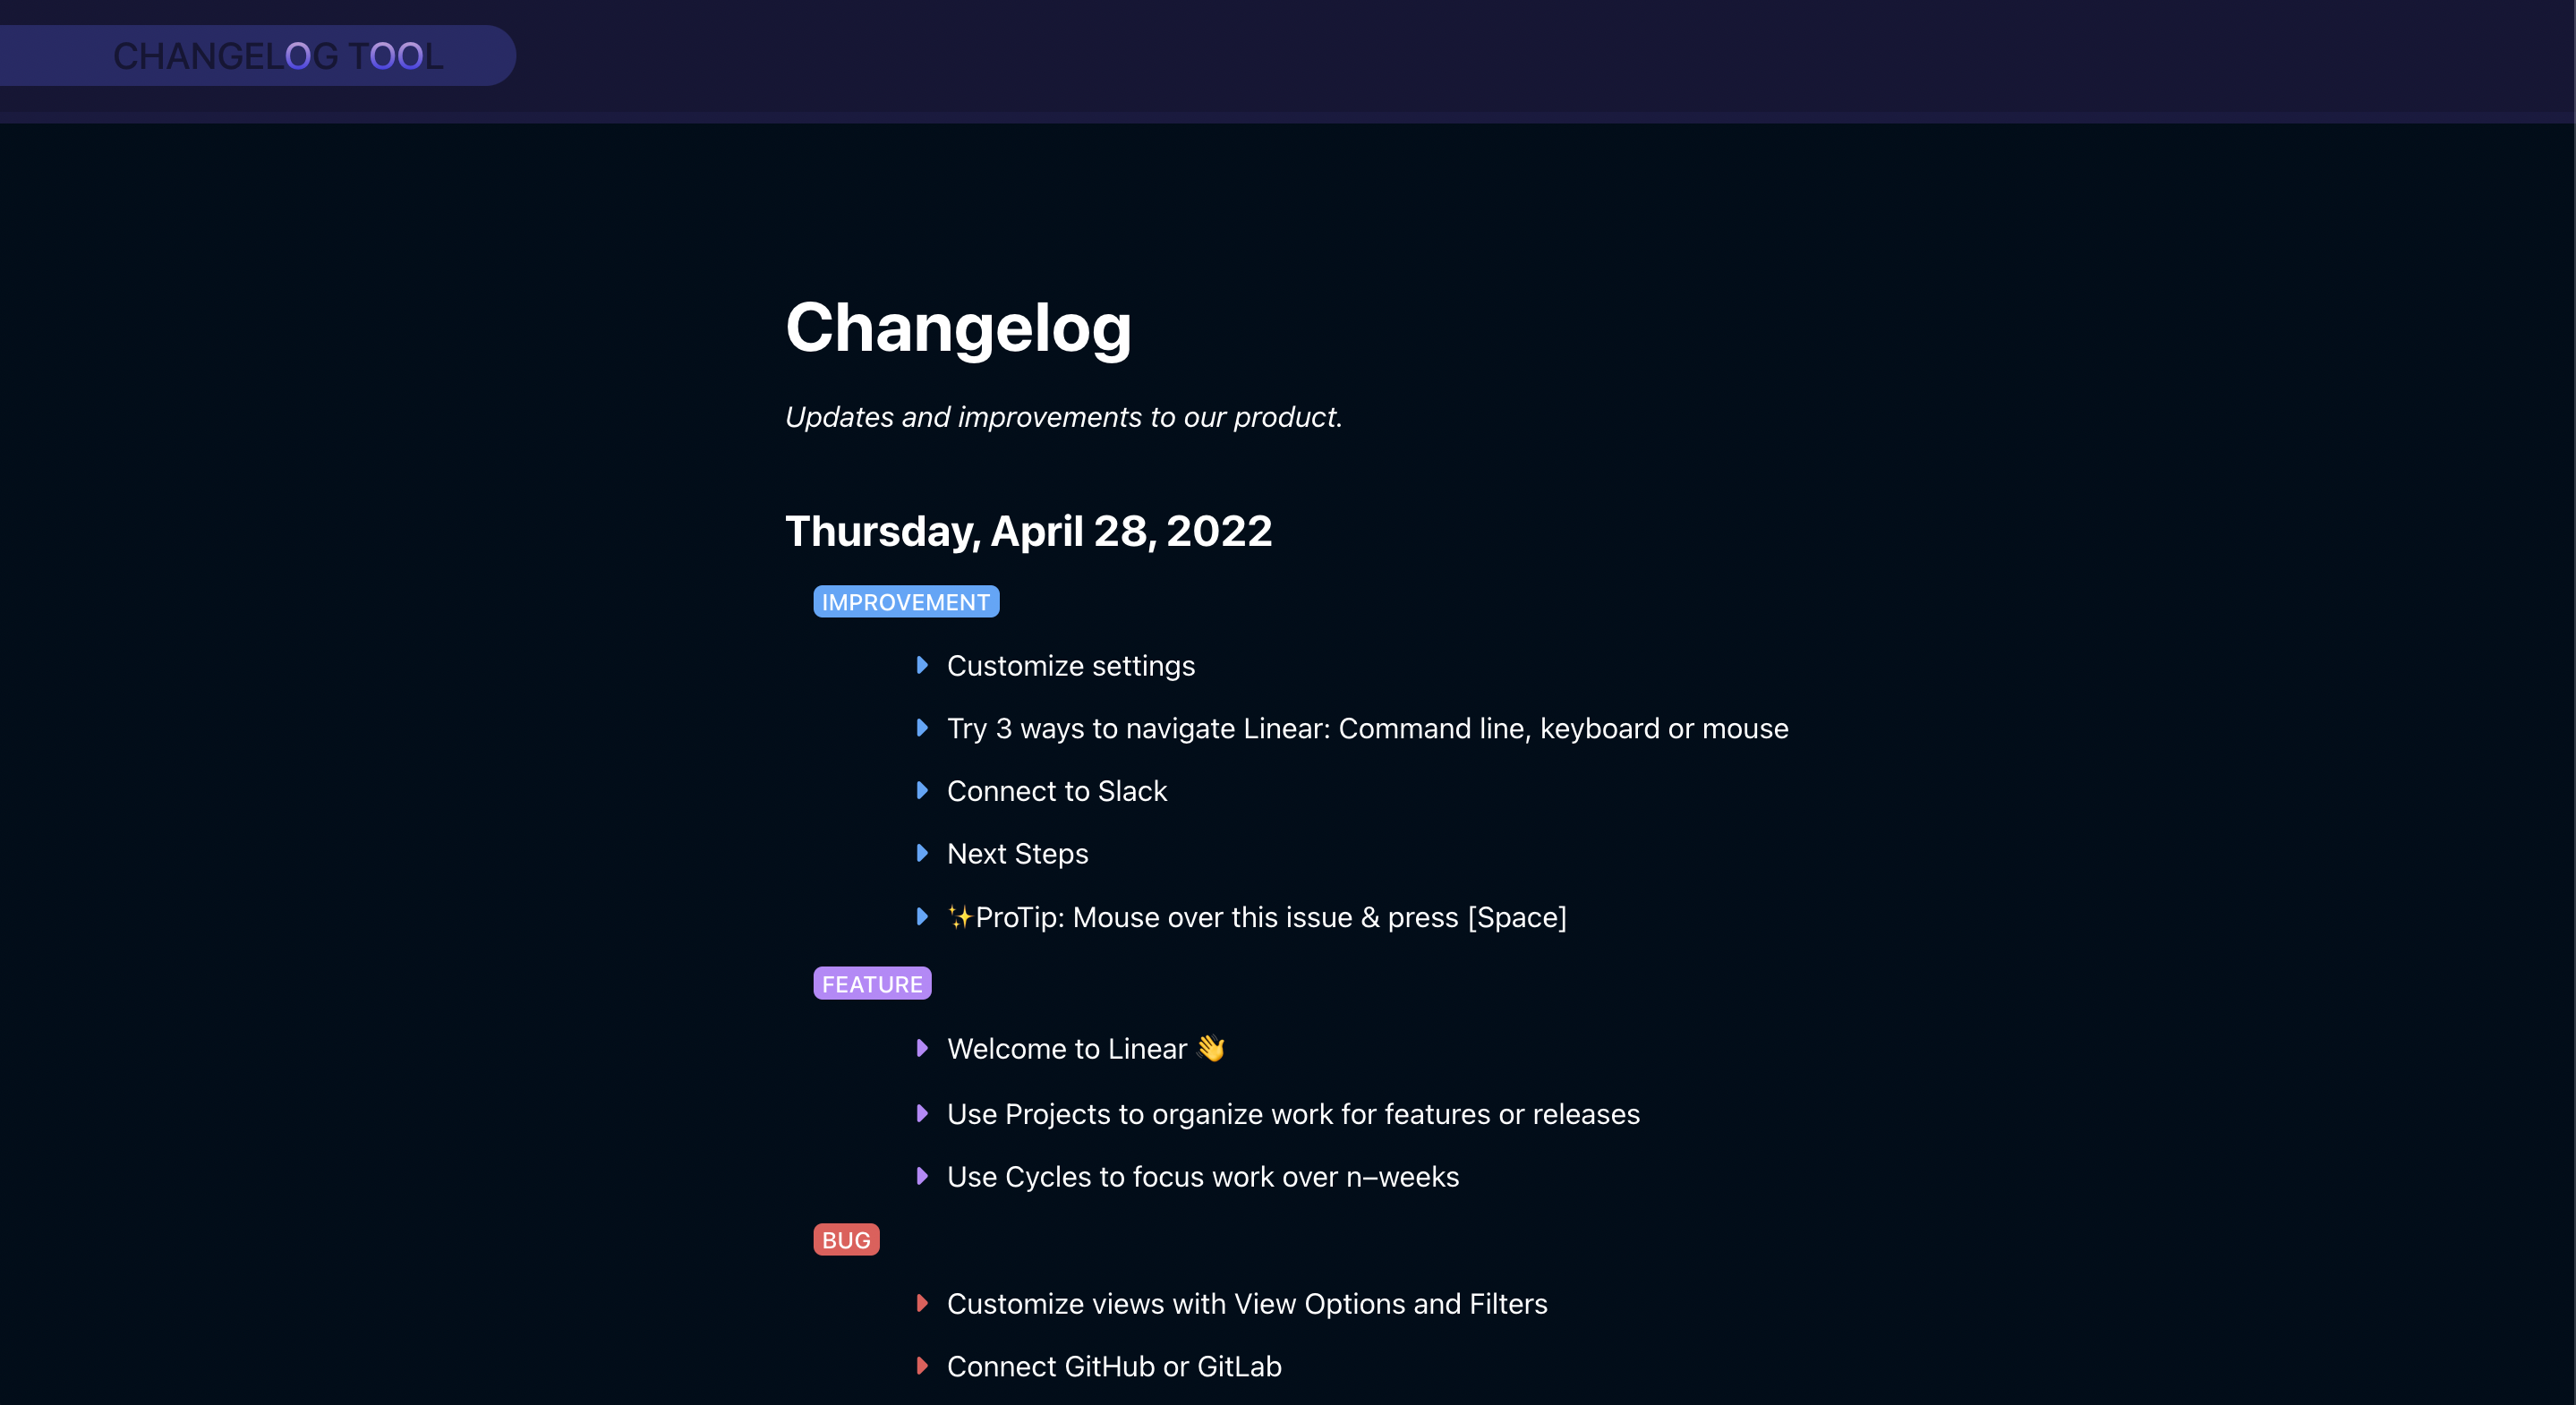 CHANGELOG TOOL
Changelog
Updates and improvements to our product.
Thursday, April 28, 2022
IMPROVEMENT
Customize settings
Try 3 ways to navigate Linear: Command line, keyboard or mouse
Connect to Slack
Next Steps
✨ProTip: Mouse over this issue & press [Space]
FEATURE
Welcome to Linear 👋
Use Projects to organize work for features or releases
Use Cycles to focus work over n–weeks
BUG
Customize views with View Options and Filters
Connect GitHub or GitLab